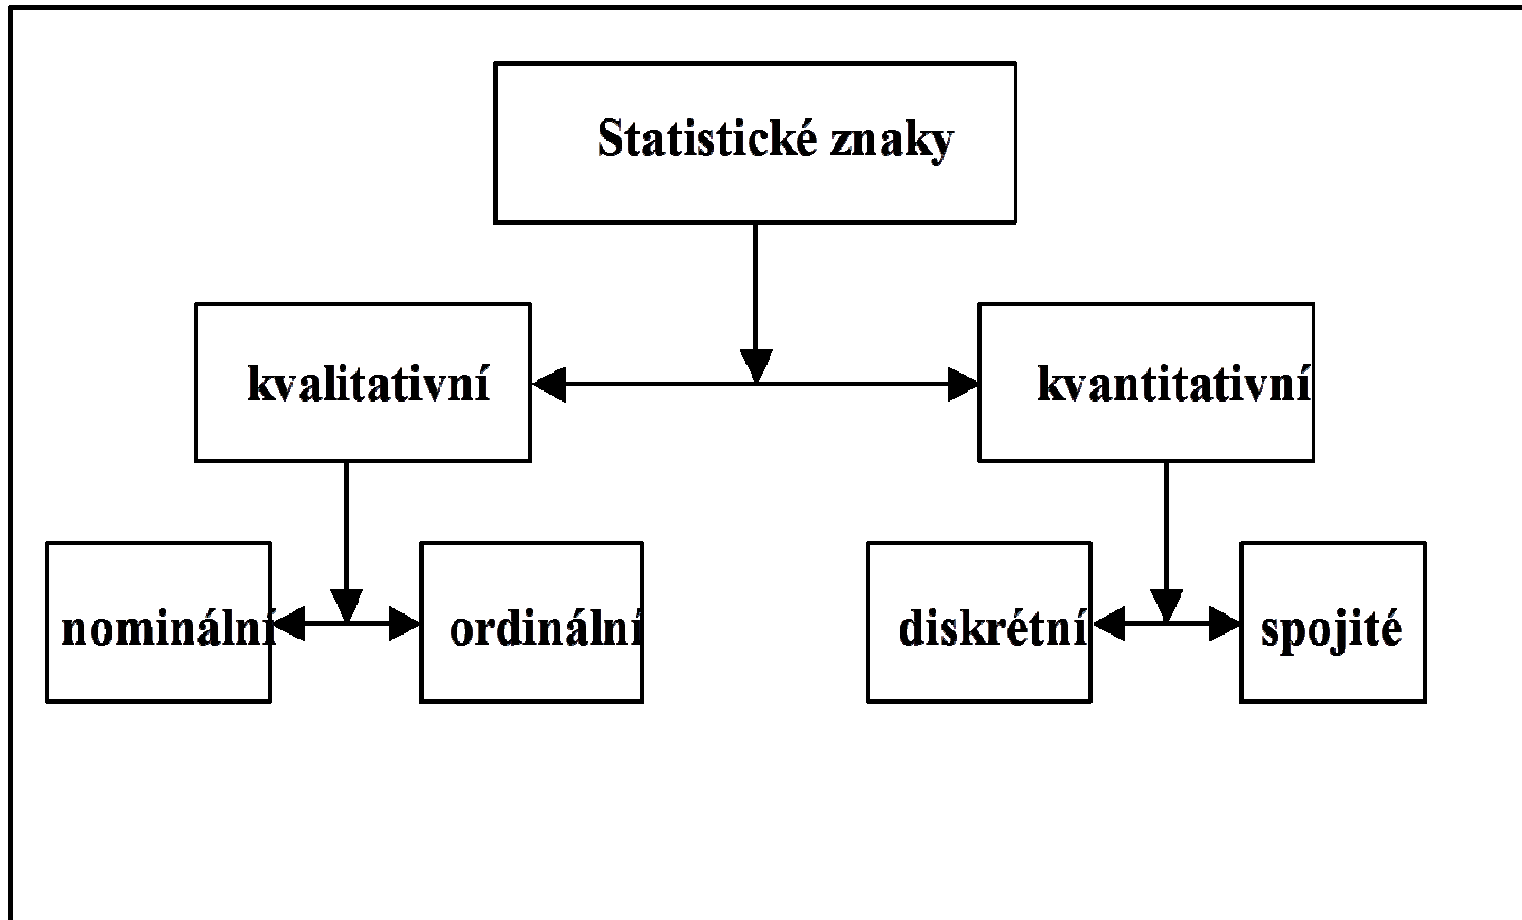 Statistické znaky
kvalitativní
kvantitativní
nominální
ordinální
diskrétní
spojité